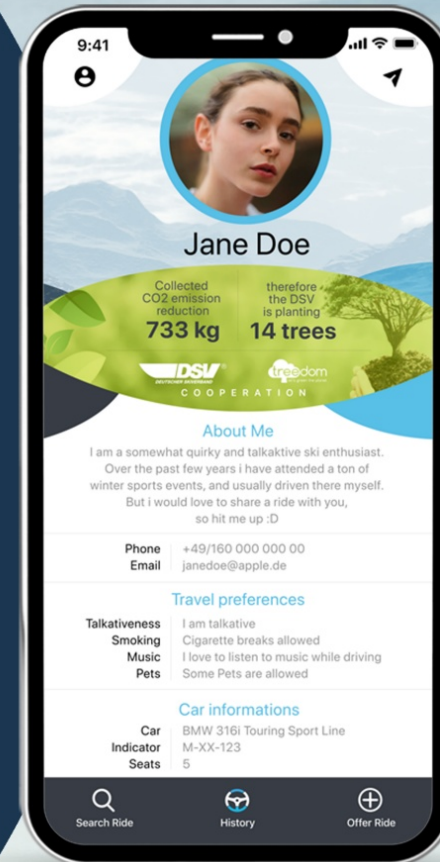 9:41
Jane Doe
Collected
CO2 emission
reduction
733 kg
therefore
the DSV
is planting
14 trees
DSV®
DEUTSCHER SKIVERBAND
treedom
COOPERATION
About Me
I am a somewhat quirky and talkaktive ski enthusiast.
Over the past few years i have attended a ton of
winter sports events, and usually driven there myself.
But i would love to share a ride with you,
so hit me up :D
Phone +49/160 000 000 00
Email janedoe@apple.de
Travel preferences
Talkativeness I am talkative
Smoking Cigarette breaks allowed
Music I love to listen to music while driving
Pets Some Pets are allowed
Car informations
Car BMW 316i Touring Sport Line
Indicator M-XX-123
Seats 5
Search Ride
History
Offer Ride